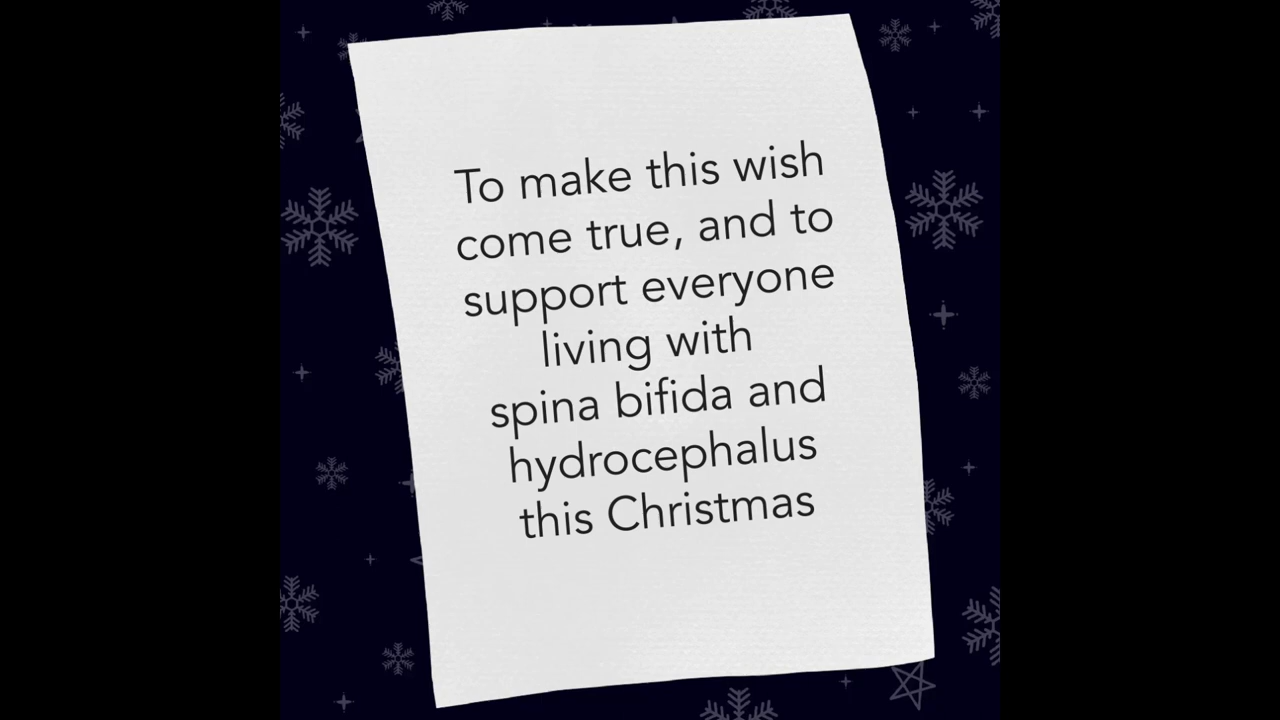 To make this wish
come true, and to
support everyone
living with
spina bifida and
hydrocephalus
this Christmas